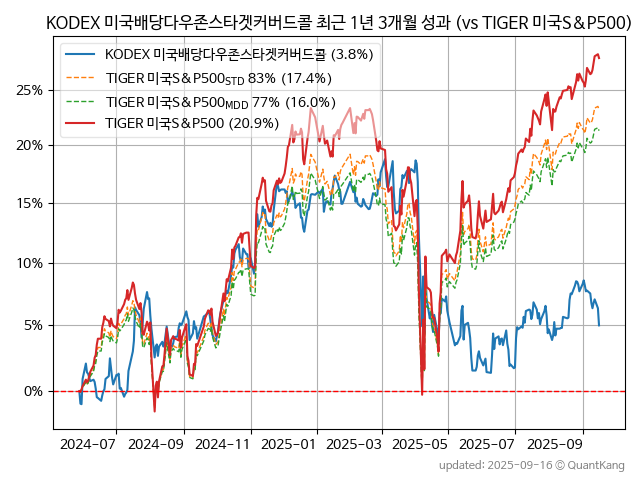 KODEX 미국배당다우존스타겟커버드콜 최근 1년 3개월 성과 (vs TIGER 미국S&P500)
KODEX 미국배당다우존스타겟커버드콜 (3.8%)
TIGER 미국S&P500STD 83% (17.4%)
TIGER 미국S&P500MDD 77% (16.0%)
TIGER 미국S&P500 (20.9%)
25%
20%
15%
10%
5%
0%
2024-07 2024-09 2024-11 2025-01 2025-03 2025-05 2025-07 2025-09
updated: 2025-09-16 © QuantKang